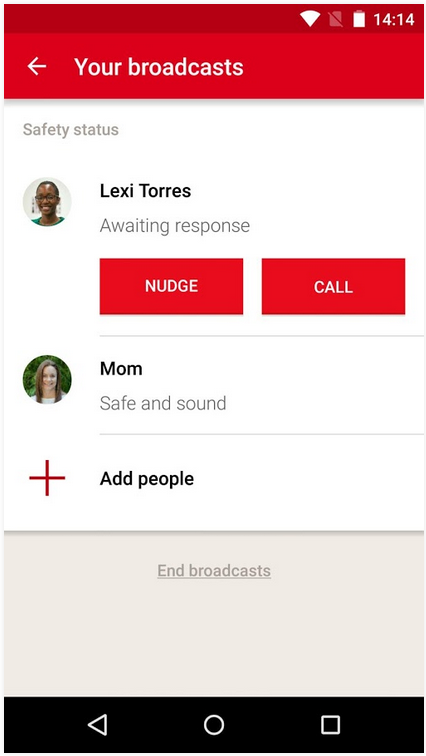 14:14
Your broadcasts
Safety status
Lexi Torres
Awaiting response
NUDGE CALL
Mom
Safe and sound
Add people
End broadcasts